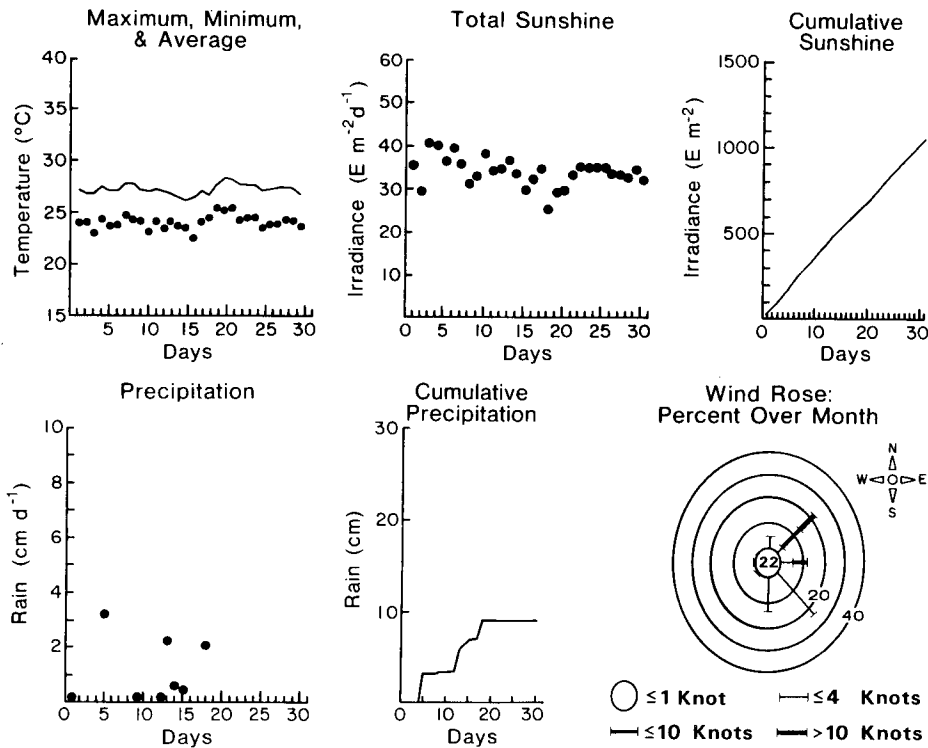 Maximum, Minimum,
& Average
Temperature (°C)
40
35
30
25
20
15
5
10
15
20
25
30
Days
Total Sunshine
Irradiance (E m⁻²d⁻¹)
60
50
40
30
20
10
0
5
10
15
20
25
30
Days
Cumulative
Sunshine
Irradiance (E m⁻²)
1500
1000
500
0
10
20
30
Days
Precipitation
Rain (cm d⁻¹)
10
8
6
4
2
0
5
10
15
20
25
30
Days
Cumulative
Precipitation
Rain (cm)
30
20
10
0
10
20
30
Days
Wind Rose:
Percent Over Month
N
W E
S
22
20
40
≤1 Knot
≤4 Knots
≤10 Knots
>10 Knots